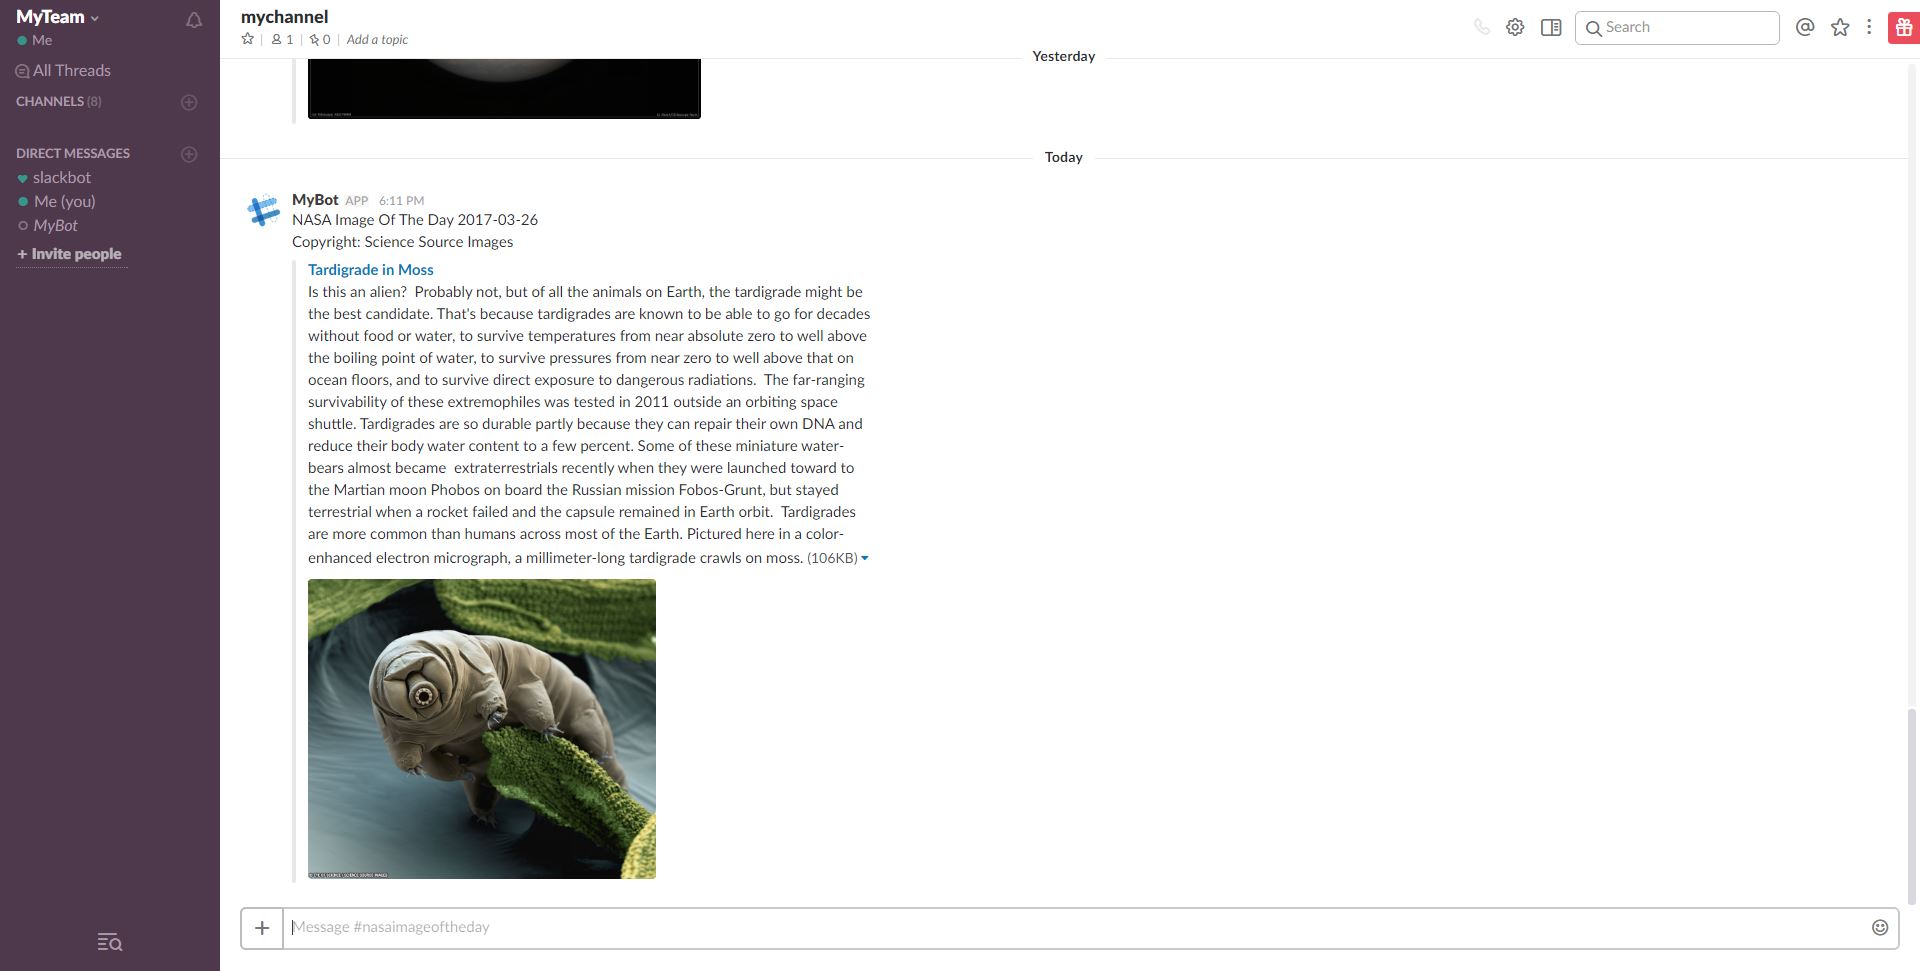 MyTeam
Me
All Threads
CHANNELS (8)
DIRECT MESSAGES
slackbot
Me (you)
MyBot
+ Invite people
mychannel
1 | 0 | Add a topic
Search
Yesterday
Today
MyBot APP 6:11 PM
NASA Image Of The Day 2017-03-26
Copyright: Science Source Images
Tardigrade in Moss
Is this an alien?  Probably not, but of all the animals on Earth, the tardigrade might be
the best candidate. That's because tardigrades are known to be able to go for decades
without food or water, to survive temperatures from near absolute zero to well above
the boiling point of water, to survive pressures from near zero to well above that on
ocean floors, and to survive direct exposure to dangerous radiations.  The far-ranging
survivability of these extremophiles was tested in 2011 outside an orbiting space
shuttle. Tardigrades are so durable partly because they can repair their own DNA and
reduce their body water content to a few percent. Some of these miniature water-
bears almost became  extraterrestrials recently when they were launched toward to
the Martian moon Phobos on board the Russian mission Fobos-Grunt, but stayed
terrestrial when a rocket failed and the capsule remained in Earth orbit.  Tardigrades
are more common than humans across most of the Earth. Pictured here in a color-
enhanced electron micrograph, a millimeter-long tardigrade crawls on moss. (106KB)
Message #nasaimageoftheday